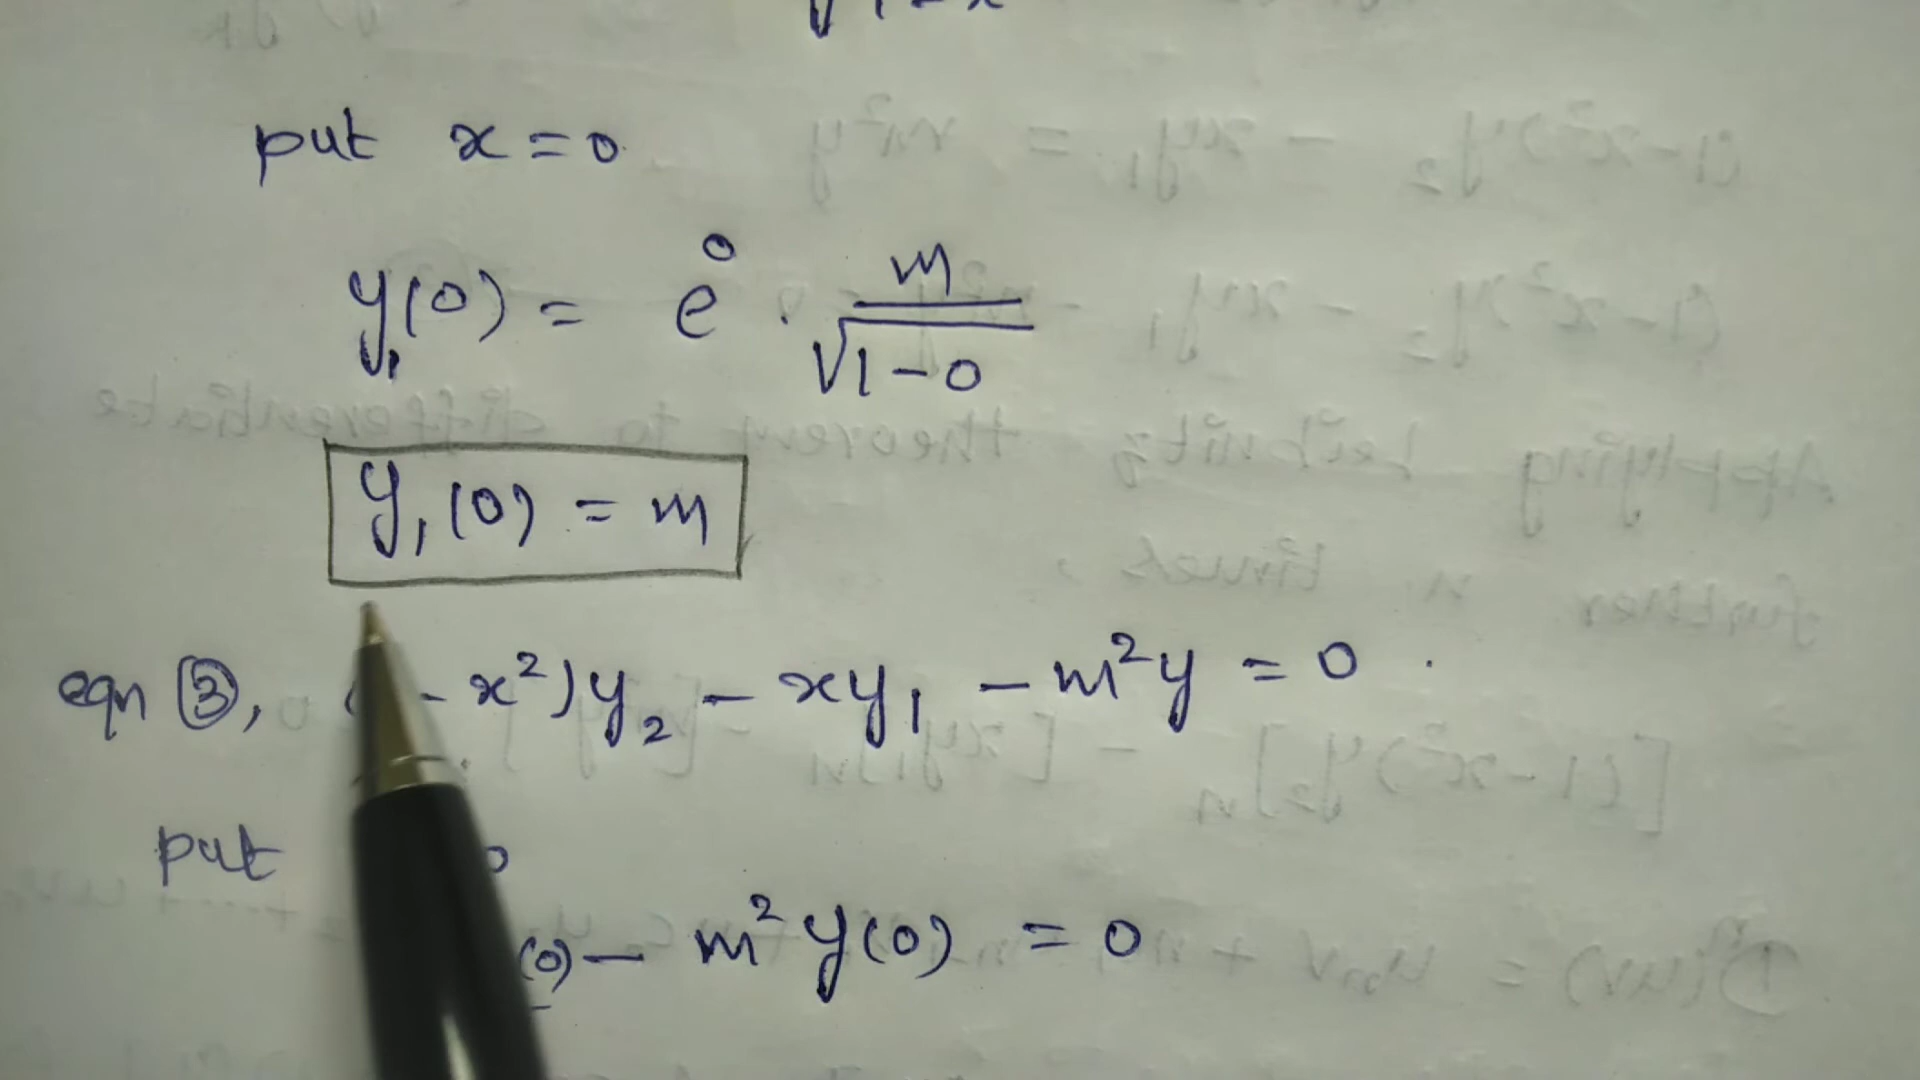 put x = 0
y₁(0) = e⁰ . m/√1-0
y₁(0) = m
eqn ③, - x²)y₂ - xy₁ - m²y = 0.
put 0
(0) - m²y(0) = 0